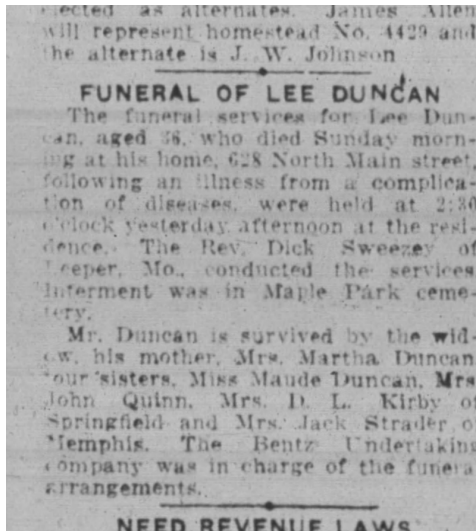 elected as alternates. James Allen
will represent homestead No. 4429 and
the alternate is J. W. Johnson
FUNERAL OF LEE DUNCAN
The funeral services for Lee Dun-
can, aged 36, who died Sunday morn-
ing at his home, 628 North Main street,
following an illness from a complica-
tion of diseases, were held at 2:30
o'clock yesterday afternoon at the resi-
dence. The Rev. Dick Sweezey of
Leeper, Mo., conducted the services
Interment was in Maple Park ceme-
tery.
Mr. Duncan is survived by the wid-
ow, his mother, Mrs. Martha Duncan
four sisters, Miss Maude Duncan, Mrs
John Quinn, Mrs. D. L. Kirby of
Springfield and Mrs. Jack Strader of
Memphis. The Bentz Undertaking
company was in charge of the funeral
arrangements.
NEED REVENUE LAWS